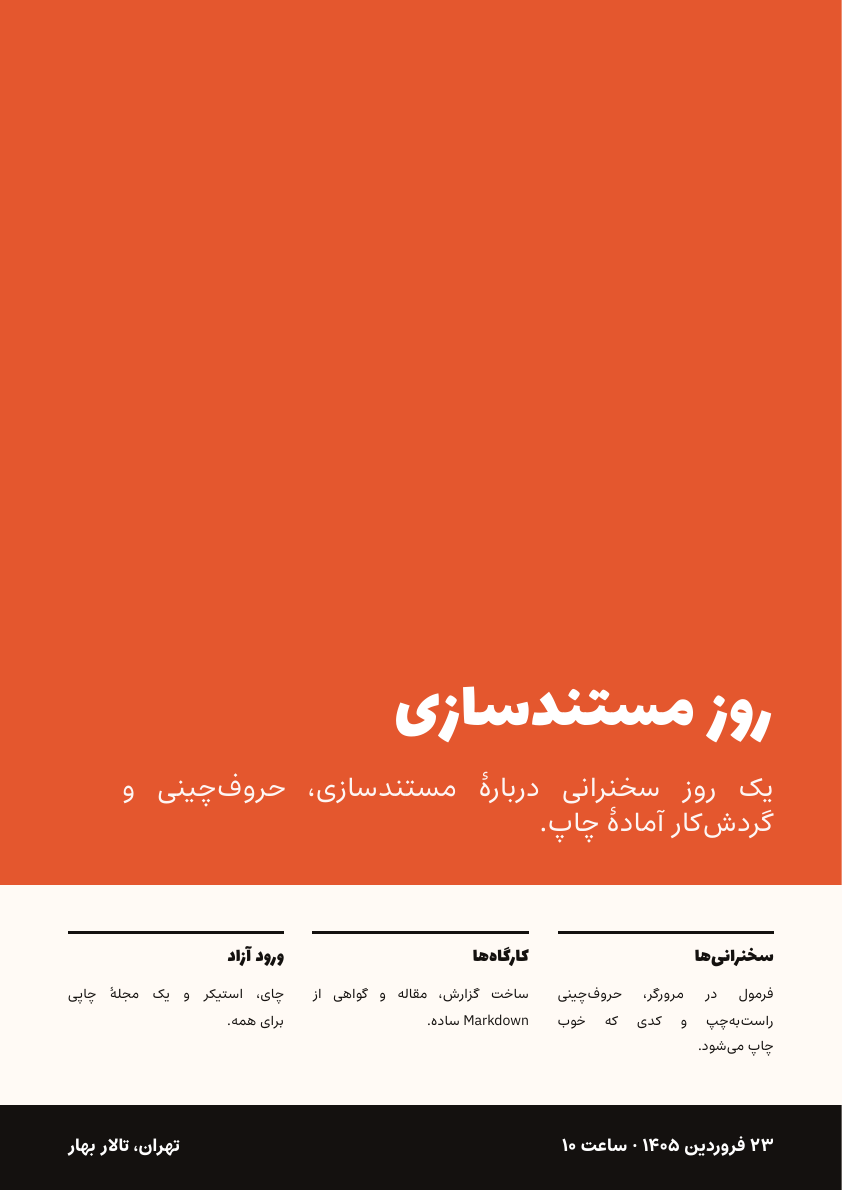 روز مستندسازی
یک روز سخنرانی دربارهٔ مستندسازی، حروف‌چینی و
گردش‌کار آمادهٔ چاپ.
سخنرانی‌ها
فرمول در مرورگر، حروف‌چینی
راست‌به‌چپ و کدی که خوب
چاپ می‌شود.
کارگاه‌ها
ساخت گزارش، مقاله و گواهی از
Markdown ساده.
ورود آزاد
چای، استیکر و یک مجلهٔ چاپی
برای همه.
۲۳ فروردین ۱۴۰۵ · ساعت ۱۰
تهران، تالار بهار